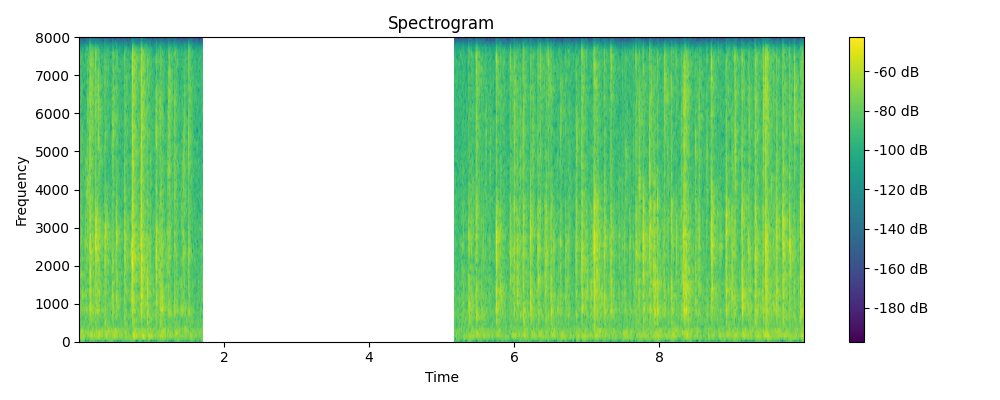 Spectrogram
8000
7000
6000
5000
4000
3000
2000
1000
0
Frequency
2
4
6
8
Time
-60 dB
-80 dB
-100 dB
-120 dB
-140 dB
-160 dB
-180 dB